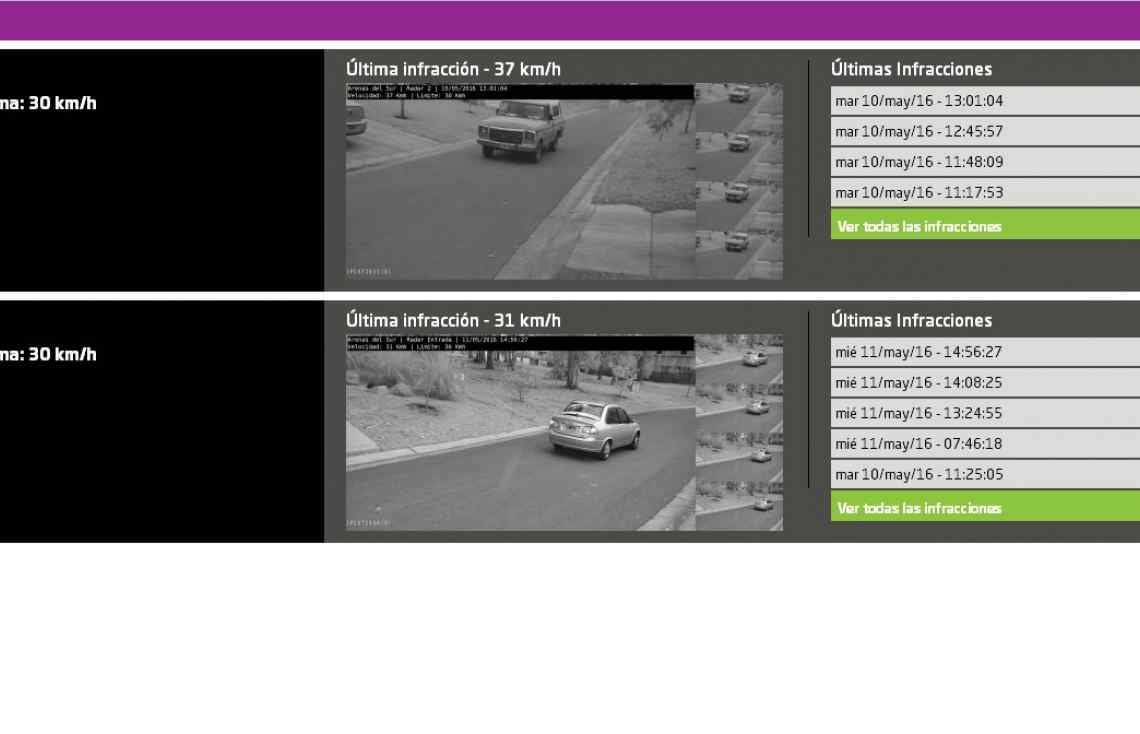 ma: 30 km/h
Última infracción - 37 km/h
Arenas del Sur | Radar 2 | 10/05/2016 13:01:04
Velocidad: 37 Kmh | Límite: 30 Kmh
Últimas Infracciones
mar 10/may/16 - 13:01:04
mar 10/may/16 - 12:45:57
mar 10/may/16 - 11:48:09
mar 10/may/16 - 11:17:53
Ver todas las infracciones
ma: 30 km/h
Última infracción - 31 km/h
Arenas del Sur | Radar Entrada | 11/05/2016 14:56:27
Velocidad: 31 Kmh | Límite: 30 Kmh
Últimas Infracciones
mié 11/may/16 - 14:56:27
mié 11/may/16 - 14:08:25
mié 11/may/16 - 13:24:55
mié 11/may/16 - 07:46:18
mar 10/may/16 - 11:25:05
Ver todas las infracciones